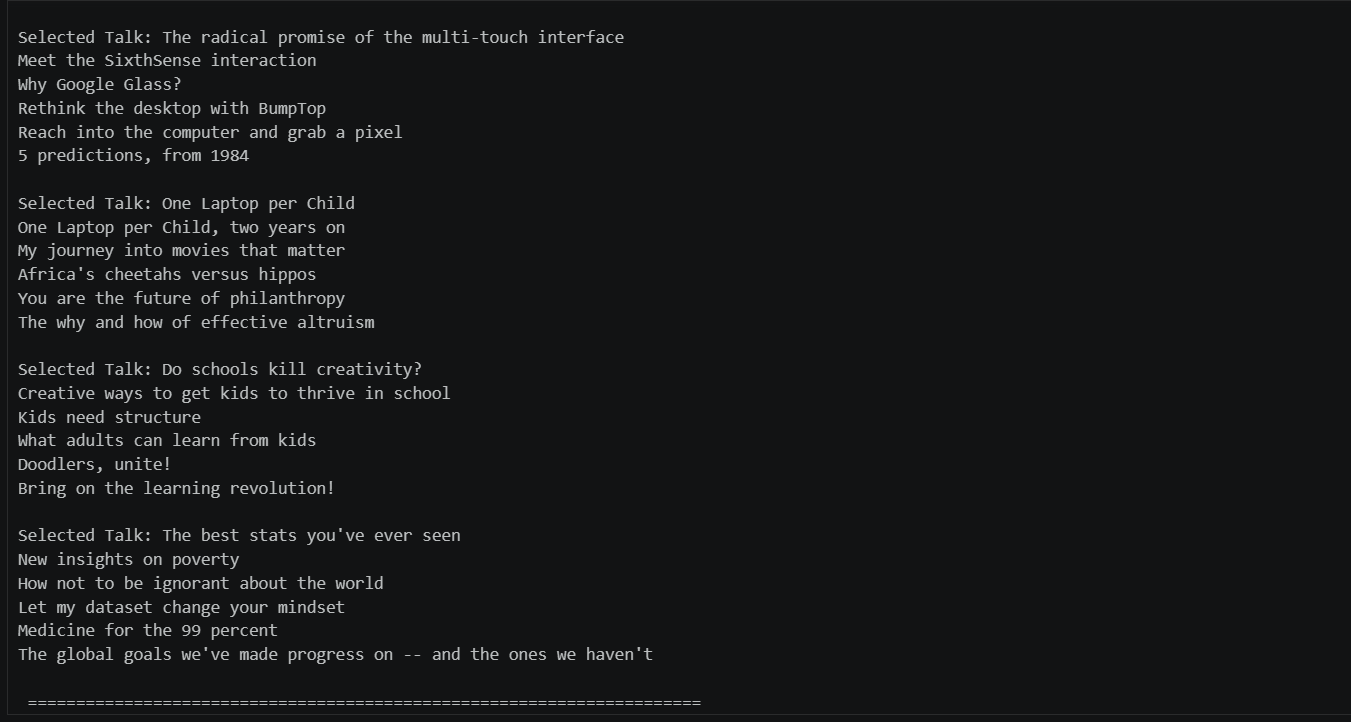 Selected Talk: The radical promise of the multi-touch interface
Meet the SixthSense interaction
Why Google Glass?
Rethink the desktop with BumpTop
Reach into the computer and grab a pixel
5 predictions, from 1984
Selected Talk: One Laptop per Child
One Laptop per Child, two years on
My journey into movies that matter
Africa's cheetahs versus hippos
You are the future of philanthropy
The why and how of effective altruism
Selected Talk: Do schools kill creativity?
Creative ways to get kids to thrive in school
Kids need structure
What adults can learn from kids
Doodlers, unite!
Bring on the learning revolution!
Selected Talk: The best stats you've ever seen
New insights on poverty
How not to be ignorant about the world
Let my dataset change your mindset
Medicine for the 99 percent
The global goals we've made progress on -- and the ones we haven't
======================================================================